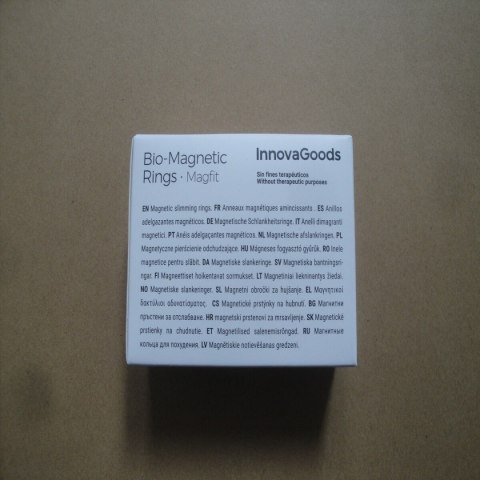 Bio-Magnetic
Rings · Magfit
InnovaGoods
Sin fines terapéuticos
Without therapeutic purposes
EN Magnetic slimming rings. FR Anneaux magnétiques amincissants . ES Anillos
adelgazantes magnéticos. DE Magnetische Schlankheitsringe. IT Anelli dimagranti
magnetici. PT Anéis adelgaçantes magnéticos. NL Magnetische afslankringen. PL
Magnetyczne pierścienie odchudzające. HU Mágneses fogyasztó gyűrűk. RO Inele
magnetice pentru slăbit. DA Magnetiske slankeringe. SV Magnetiska bantningsrin-
gar. FI Magneettiset hoikentavat sormukset. LT Magnetiniai lieknininantys žiedai.
NO Magnetiske slankeringer. SL Magnetni obročki za hujšanje. EL Μαγνητικοί
δακτύλιοι αδυνατίσματος. CS Magnetické prstýnky na hubnutí. BG Магнитни
пръстени за отслабване. HR magnetski prstenovi za mrsavljenje. SK Magnetické
prstienky na chudnutie. ET Magnetilised salenemisrõngad. RU Магнитные
кольца для похудения. LV Magnētiskie notievēšanas gredzeni.